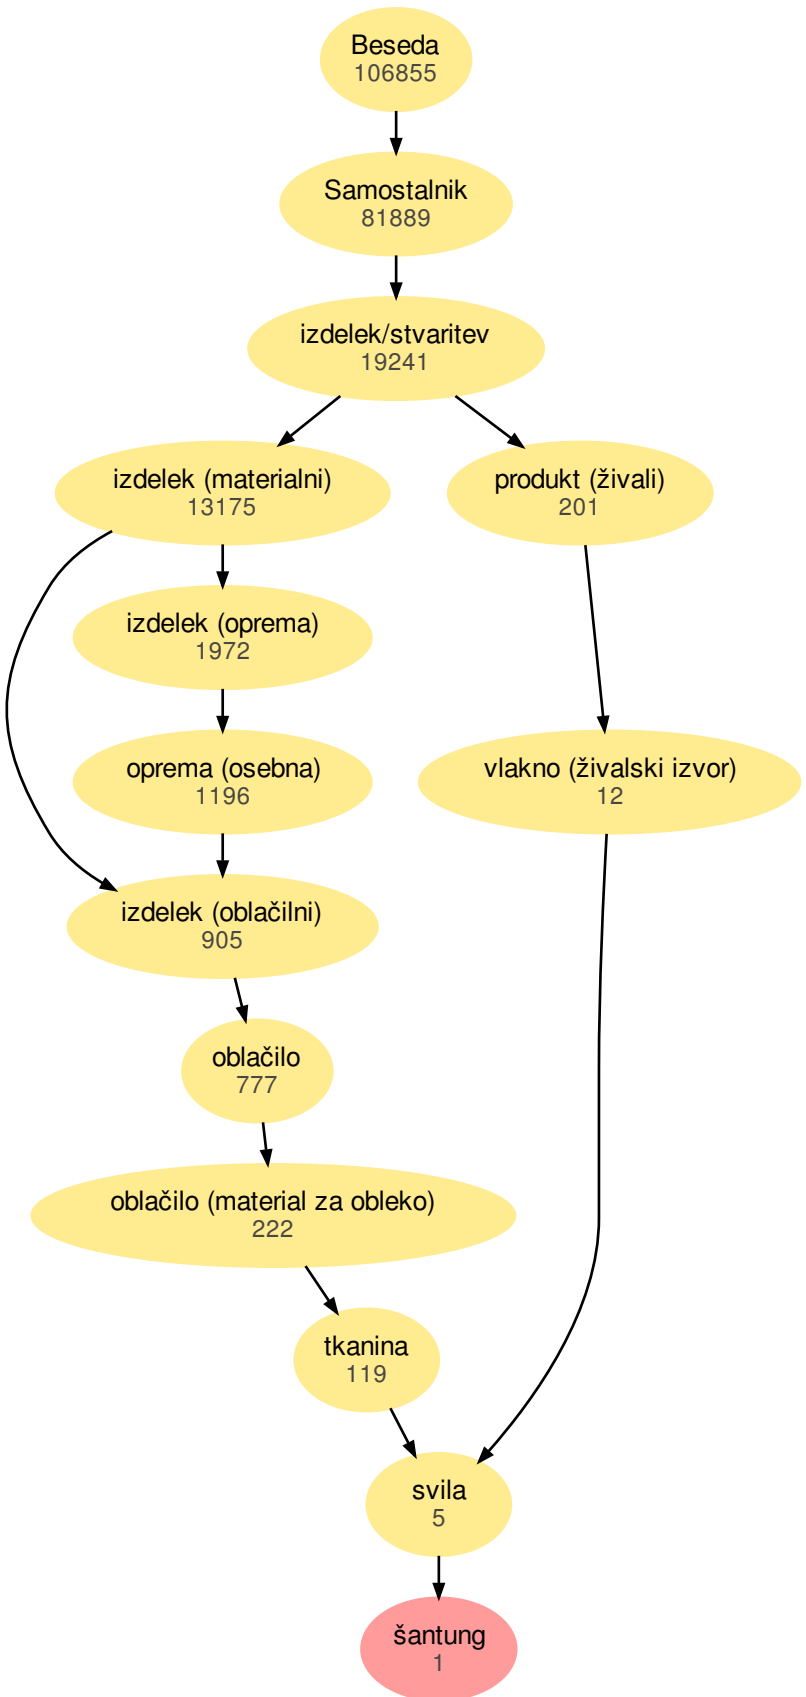 Beseda
106855
Samostalnik
81889
izdelek/stvaritev
19241
izdelek (materialni)
13175
produkt (živali)
201
izdelek (oprema)
1972
oprema (osebna)
1196
vlakno (živalski izvor)
12
izdelek (oblačilni)
905
oblačilo
777
oblačilo (material za obleko)
222
tkanina
119
svila
5
šantung
1